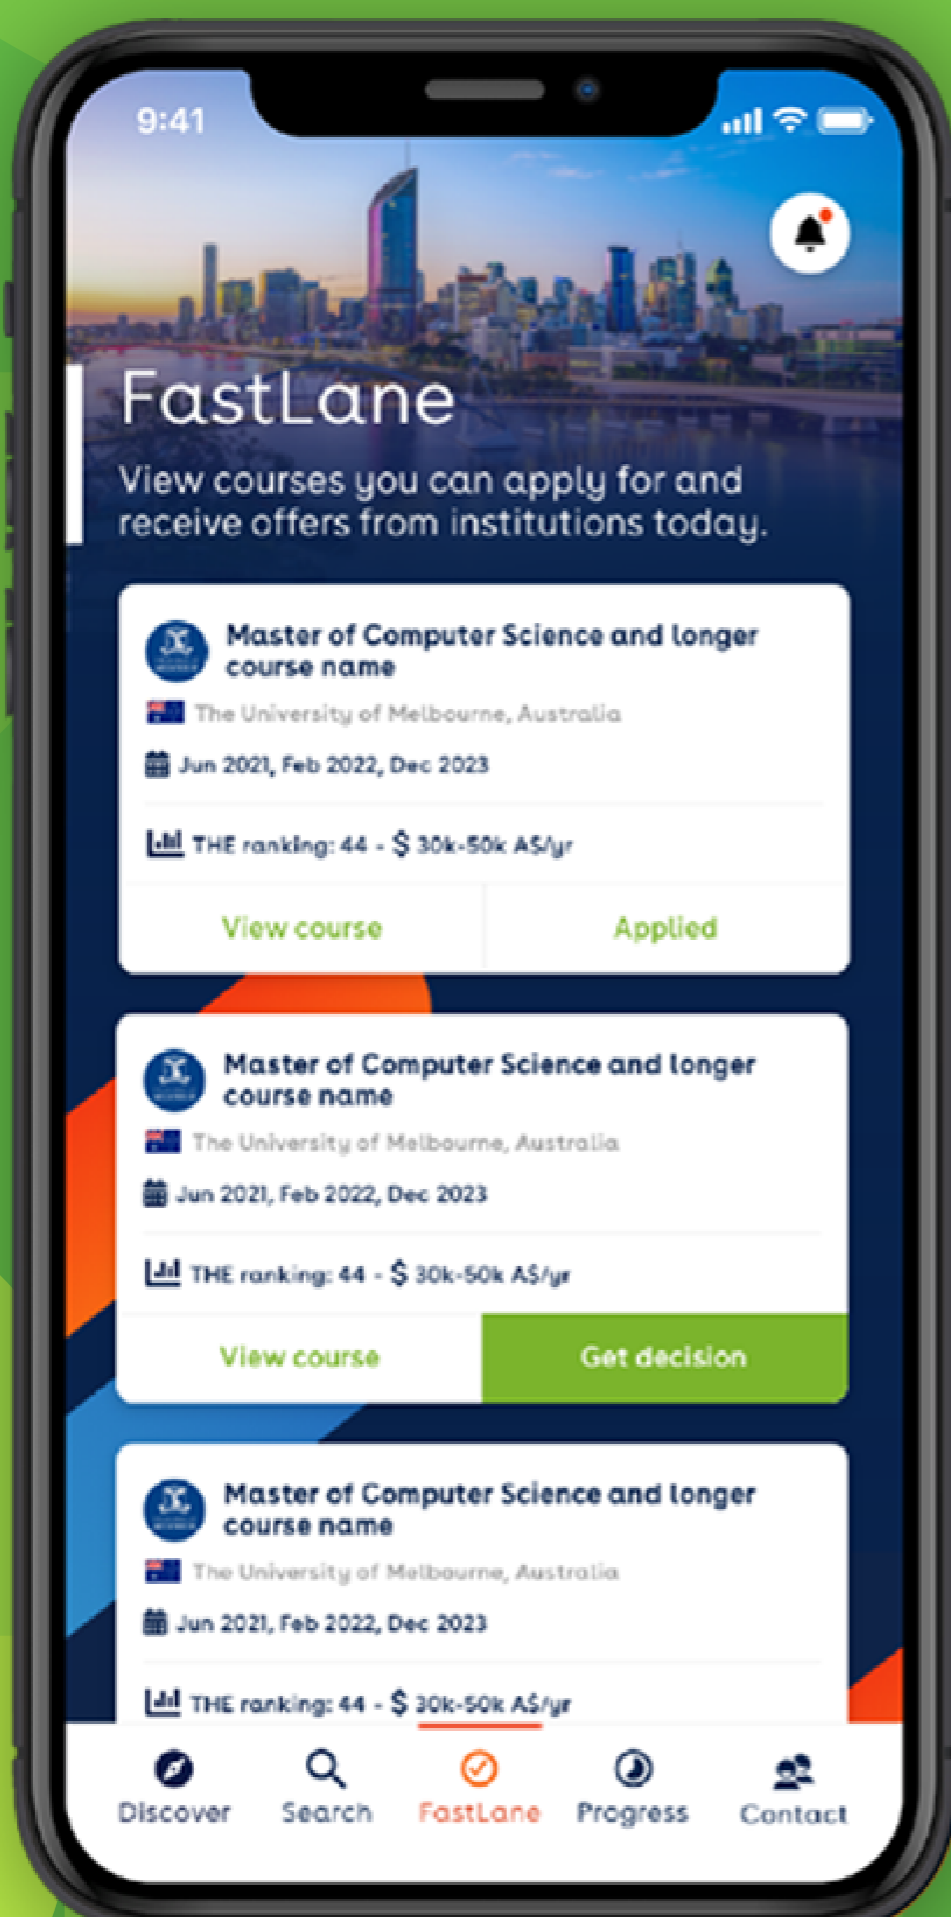 9:41
FastLane
View courses you can apply for and
receive offers from institutions today.
Master of Computer Science and longer
course name
The University of Melbourne, Australia
Jun 2021, Feb 2022, Dec 2023
THE ranking: 44 - $ 30k-50k A$/yr
View course
Applied
Master of Computer Science and longer
course name
The University of Melbourne, Australia
Jun 2021, Feb 2022, Dec 2023
THE ranking: 44 - $ 30k-50k A$/yr
View course
Get decision
Master of Computer Science and longer
course name
The University of Melbourne, Australia
Jun 2021, Feb 2022, Dec 2023
THE ranking: 44 - $ 30k-50k A$/yr
Discover
Search
FastLane
Progress
Contact